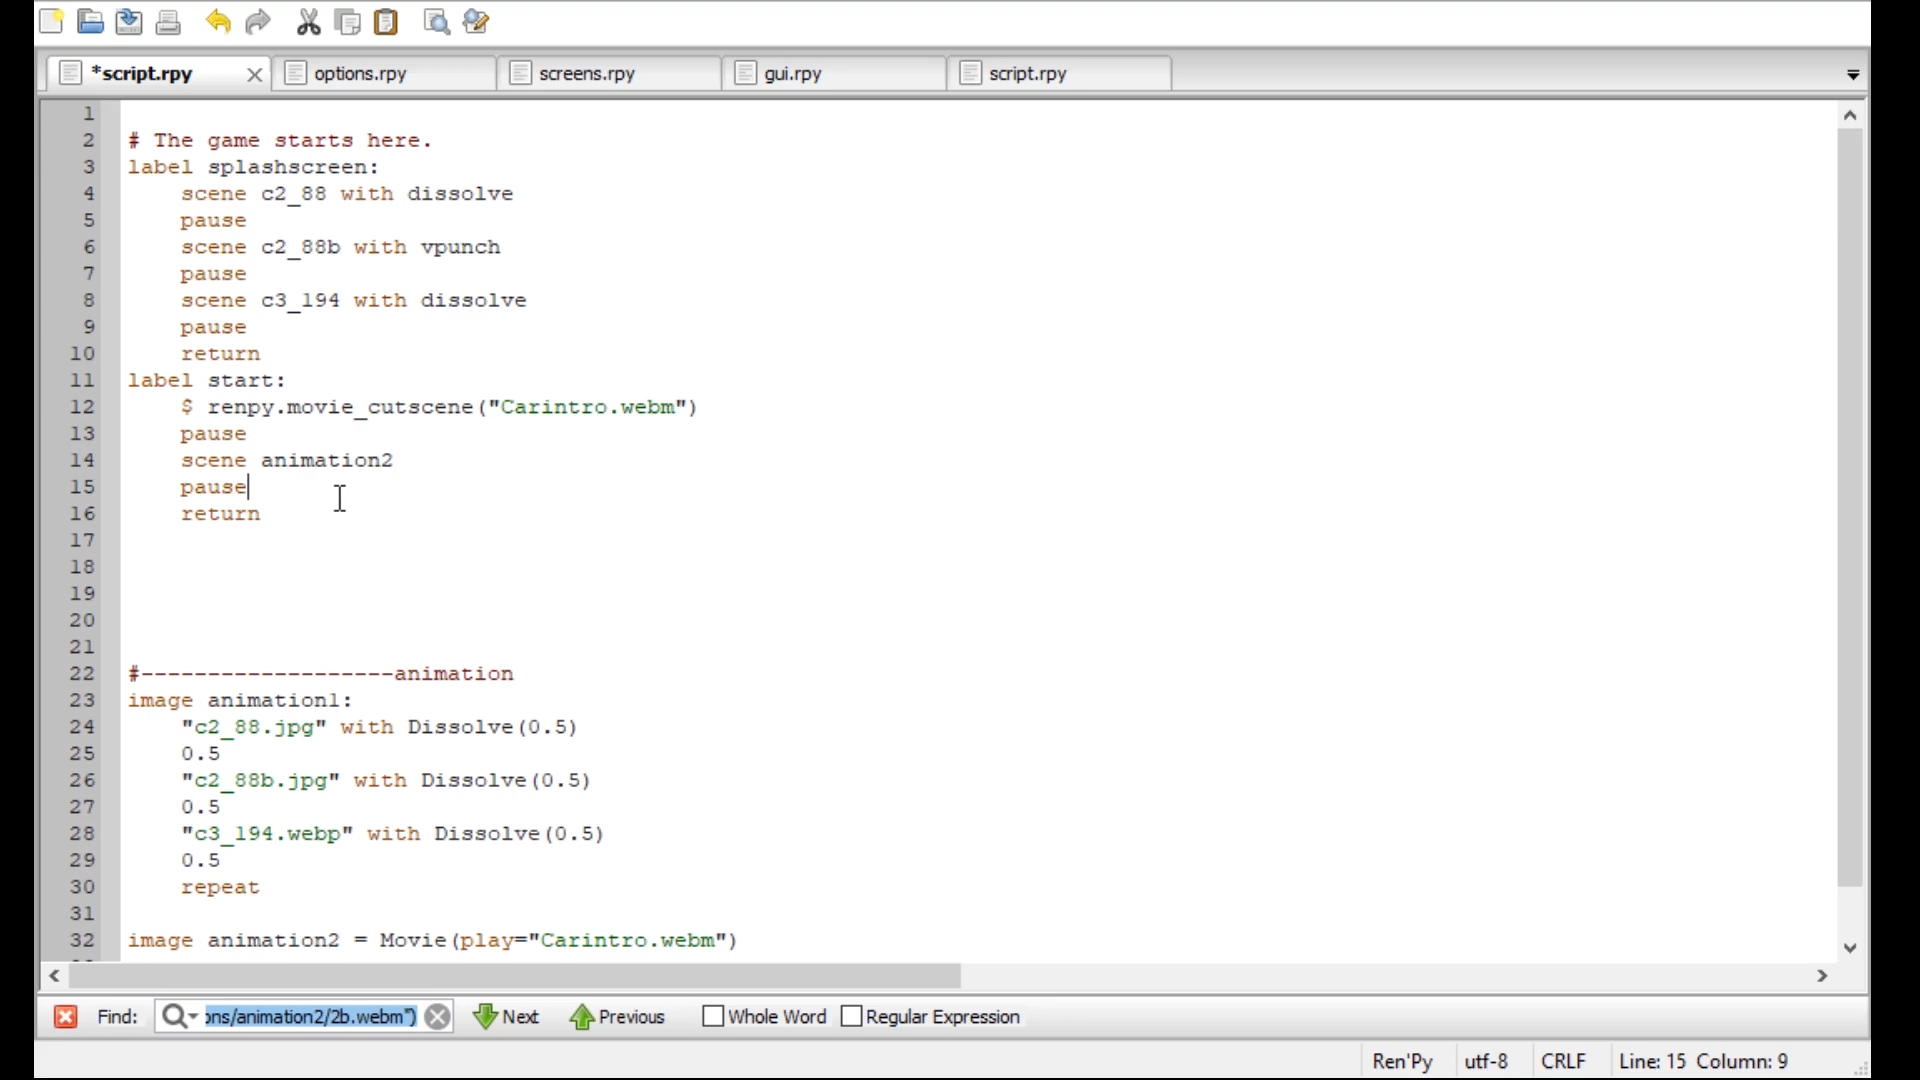 *script.rpy options.rpy screens.rpy gui.rpy script.rpy
1
2 # The game starts here.
3 label splashscreen:
4 scene c2_88 with dissolve
5 pause
6 scene c2_88b with vpunch
7 pause
8 scene c3_194 with dissolve
9 pause
10 return
11 label start:
12 $ renpy.movie_cutscene("Carintro.webm")
13 pause
14 scene animation2
15 pause
16 return
17
18
19
20
21
22 #-------------------animation
23 image animation1:
24 "c2_88.jpg" with Dissolve(0.5)
25 0.5
26 "c2_88b.jpg" with Dissolve(0.5)
27 0.5
28 "c3_194.webp" with Dissolve(0.5)
29 0.5
30 repeat
31
32 image animation2 = Movie(play="Carintro.webm")
Find: ons/animation2/2b.webm") Next Previous Whole Word Regular Expression
Ren'Py utf-8 CRLF Line: 15 Column: 9